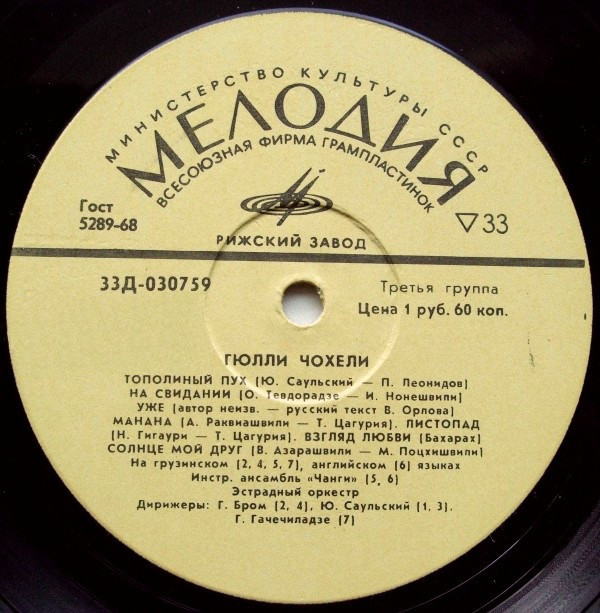 МИНИСТЕРСТВО КУЛЬТУРЫ СССР
МЕЛОДИЯ
ВСЕСОЮЗНАЯ ФИРМА ГРАМПЛАСТИНОК
Гост
5289-68
▽33
РИЖСКИЙ ЗАВОД
33Д-030759
Третья группа
Цена 1 руб. 60 коп.
ГЮЛЛИ ЧОХЕЛИ
ТОПОЛИНЫЙ ПУХ (Ю. Саульский — П. Леонидов)
НА СВИДАНИИ (О. Тевдорадзе — И. Нонешвили)
УЖЕ (автор неизв. — русский текст В. Орлова)
МАНАНА (А. Раквиашвили — Т. Цагурия). ЛИСТОПАД
(Н. Гигаури — Т. Цагурия). ВЗГЛЯД ЛЮБВИ (Бахарах)
СОЛНЦЕ МОЙ ДРУГ (В. Азарашвили — М. Поцхишвили)
На грузинском (2, 4, 5, 7), английском (6) языках
Инстр. ансамбль «Чанги» (5, 6)
Эстрадный оркестр
Дирижеры: Г. Бром (2, 4), Ю. Саульский (1, 3).
Г. Гачечиладзе (7)